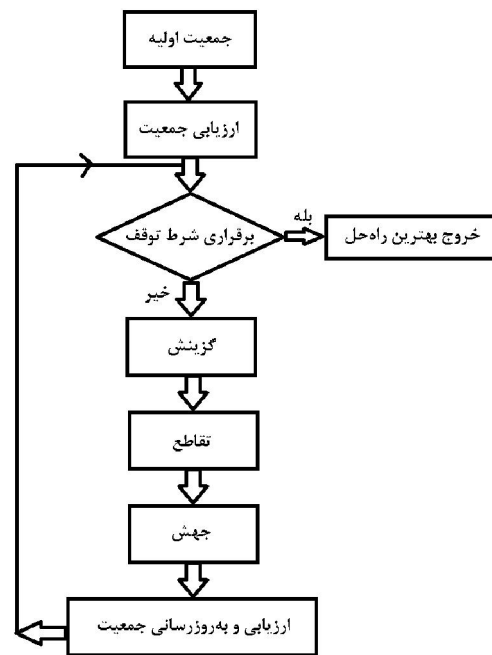 جمعیت اولیه
ارزیابی جمعیت
برقراری شرط توقف
بله
خروج بهترین راه‌حل
خیر
گزینش
تقاطع
جهش
ارزیابی و به‌روزرسانی جمعیت